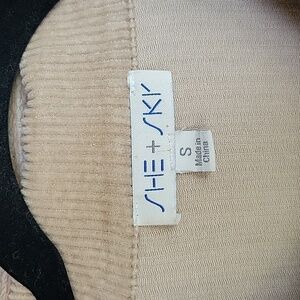 SHE + SKY
S
Made in
China